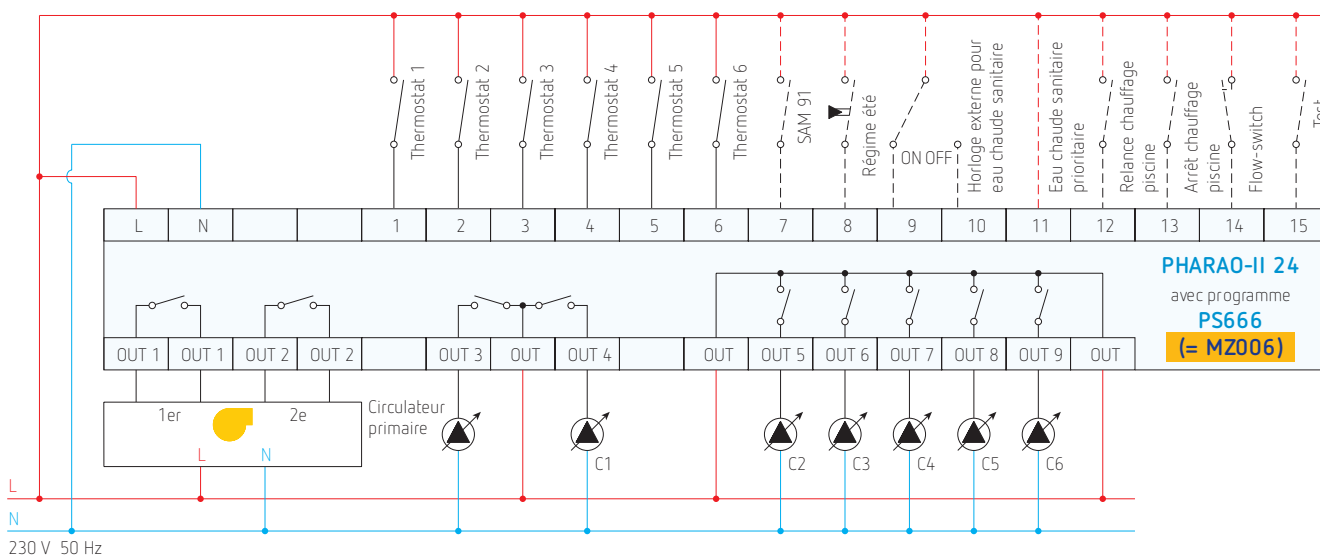 Thermostat 1
Thermostat 2
Thermostat 3
Thermostat 4
Thermostat 5
Thermostat 6
SAM 91
Régime été
ON OFF
Horloge externe pour
eau chaude sanitaire
Eau chaude sanitaire
prioritaire
Relance chauffage
piscine
Arrêt chauffage
piscine
Flow-switch
Test
L N 1 2 3 4 5 6 7 8 9 10 11 12 13 14 15
PHARAO-II 24
avec programme
PS666
(= MZ006)
OUT 1 OUT 1 OUT 2 OUT 2 OUT 3 OUT OUT 4 OUT OUT 5 OUT 6 OUT 7 OUT 8 OUT 9 OUT
1er 2e
L N
Circulateur
primaire
C1 C2 C3 C4 C5 C6
L
N
230 V 50 Hz